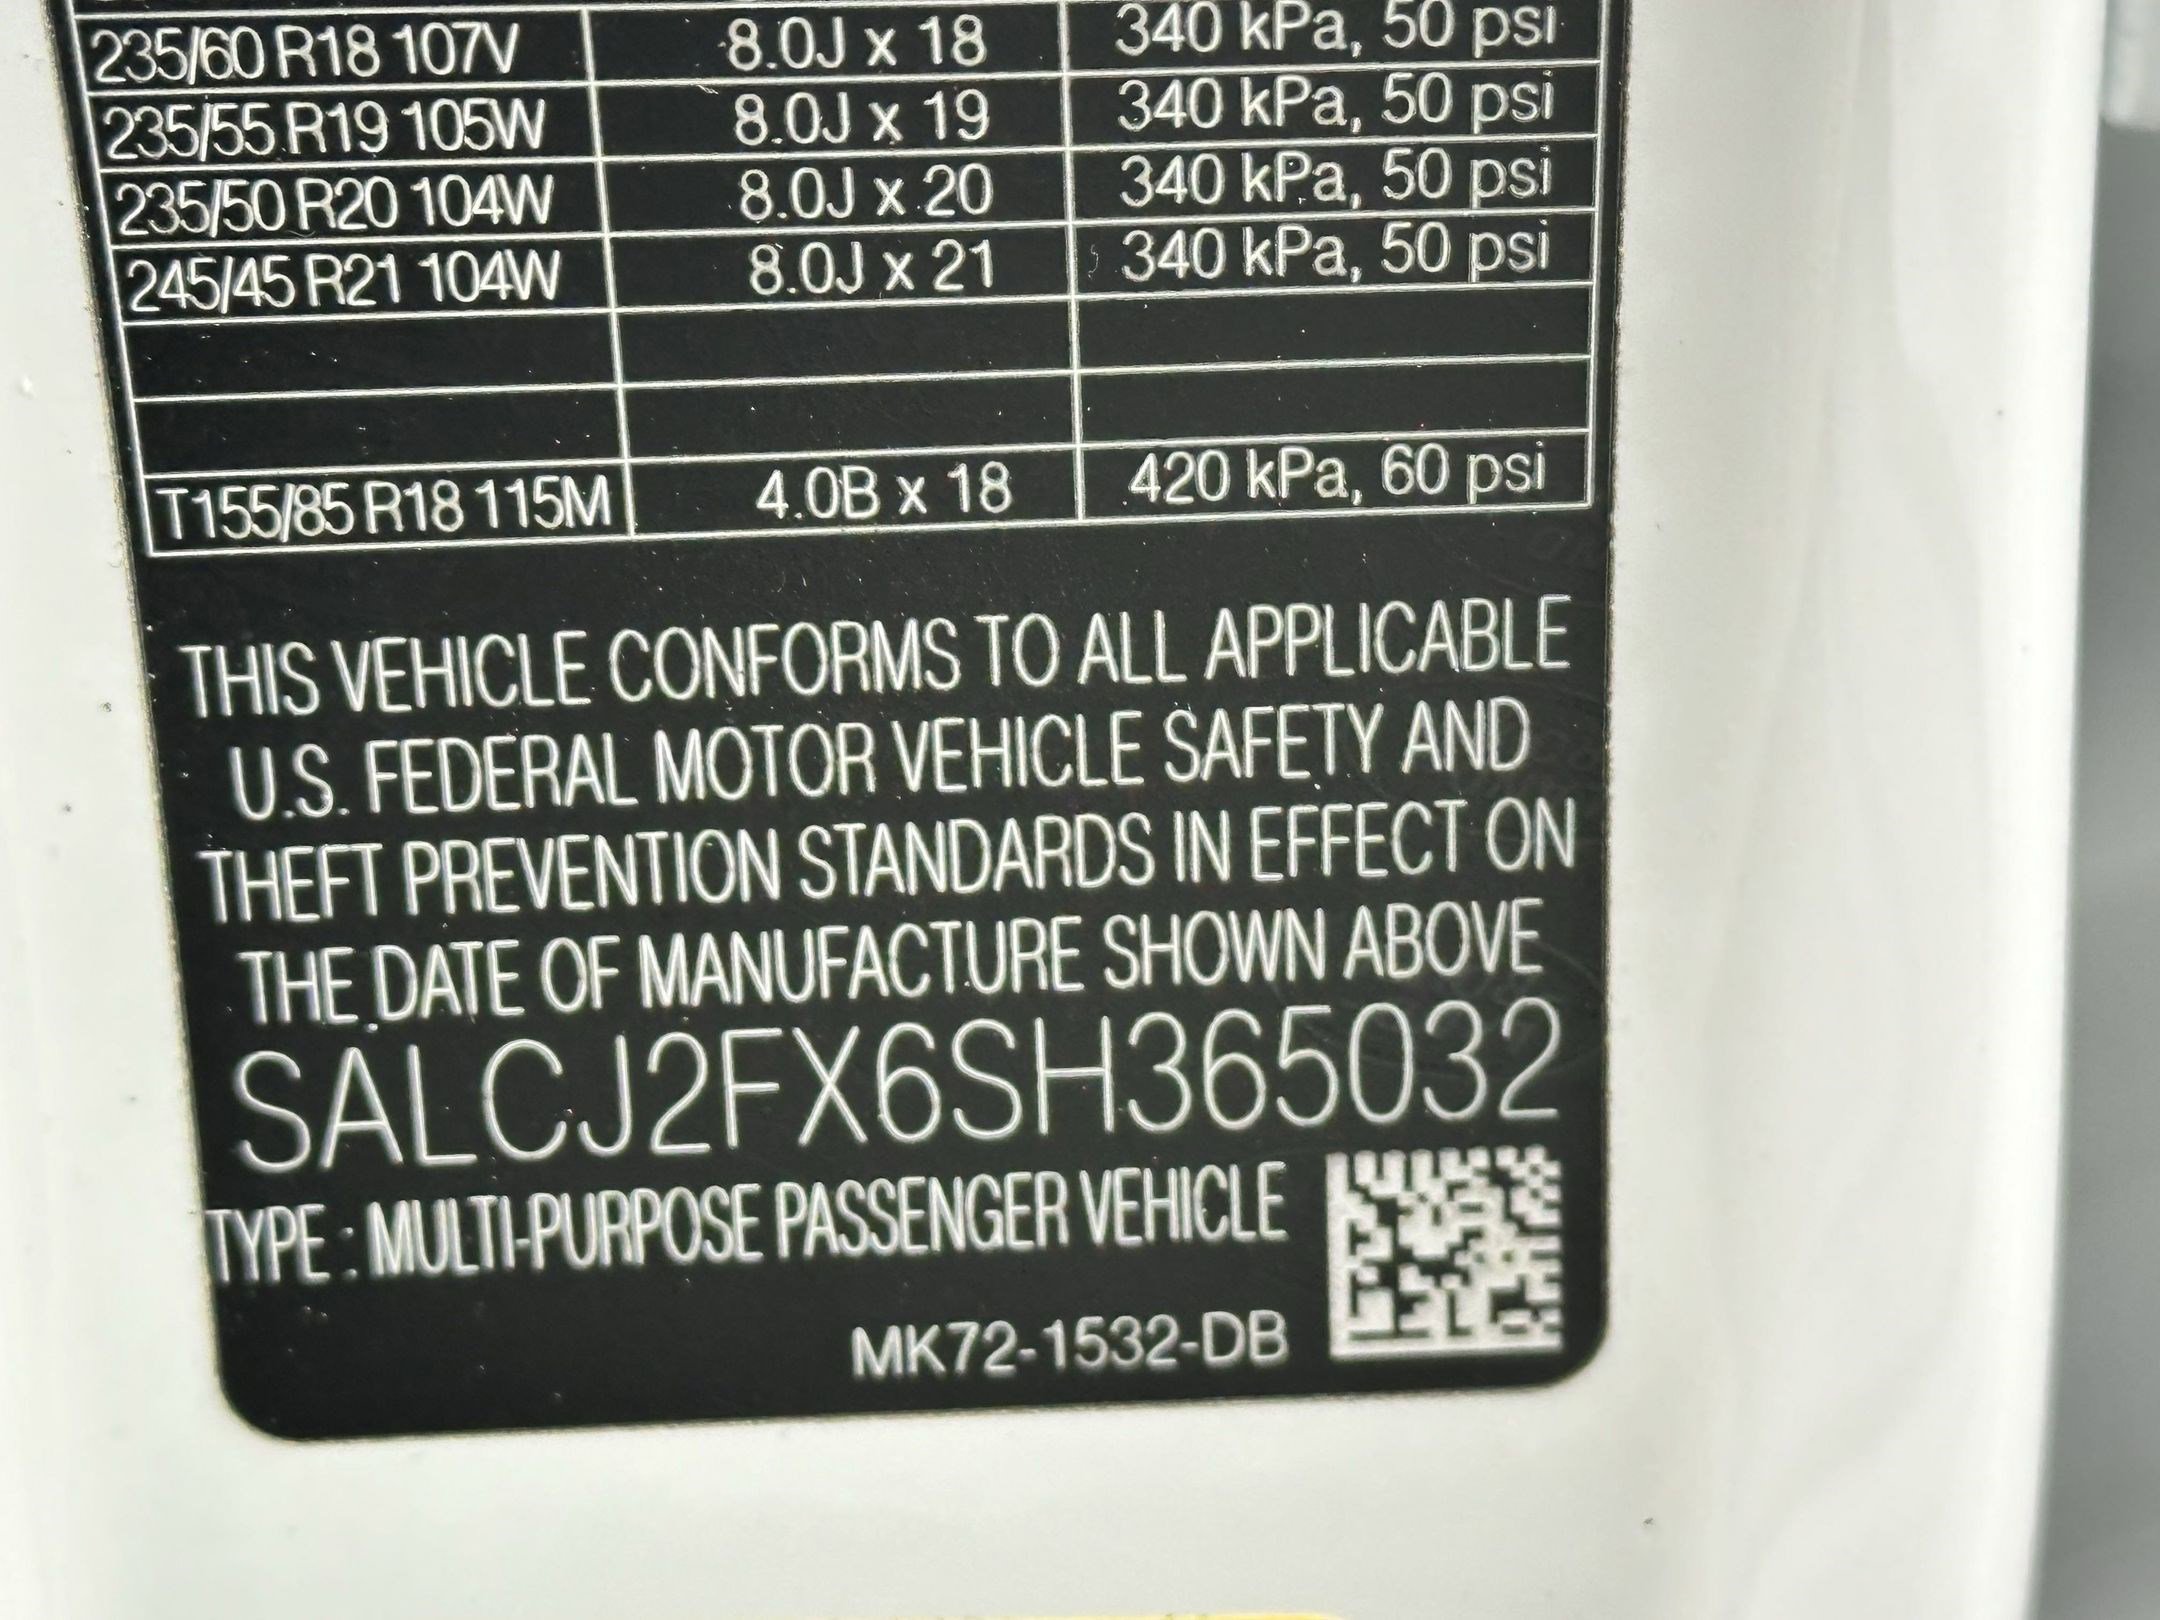 235/60 R18 107V 8.0J x 18 340 kPa, 50 psi
235/55 R19 105W 8.0J x 19 340 kPa, 50 psi
235/50 R20 104W 8.0J x 20 340 kPa, 50 psi
245/45 R21 104W 8.0J x 21 340 kPa, 50 psi
T155/85 R18 115M 4.0B x 18 420 kPa, 60 psi
THIS VEHICLE CONFORMS TO ALL APPLICABLE
U.S. FEDERAL MOTOR VEHICLE SAFETY AND
THEFT PREVENTION STANDARDS IN EFFECT ON
THE DATE OF MANUFACTURE SHOWN ABOVE
SALCJ2FX6SH365032
TYPE : MULTI-PURPOSE PASSENGER VEHICLE
MK72-1532-DB